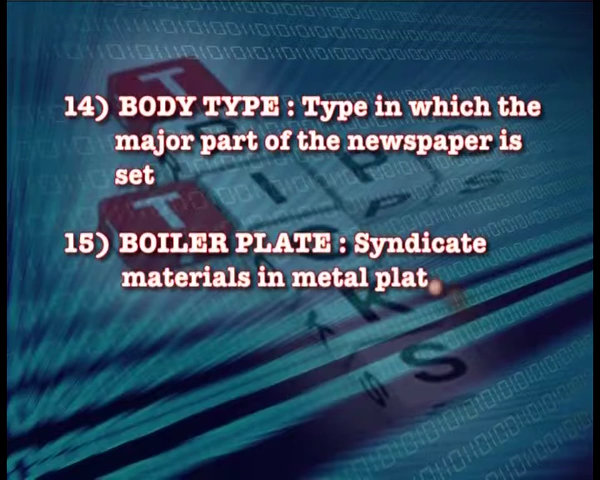 14) BODY TYPE : Type in which the
major part of the newspaper is
set
15) BOILER PLATE : Syndicate
materials in metal plat